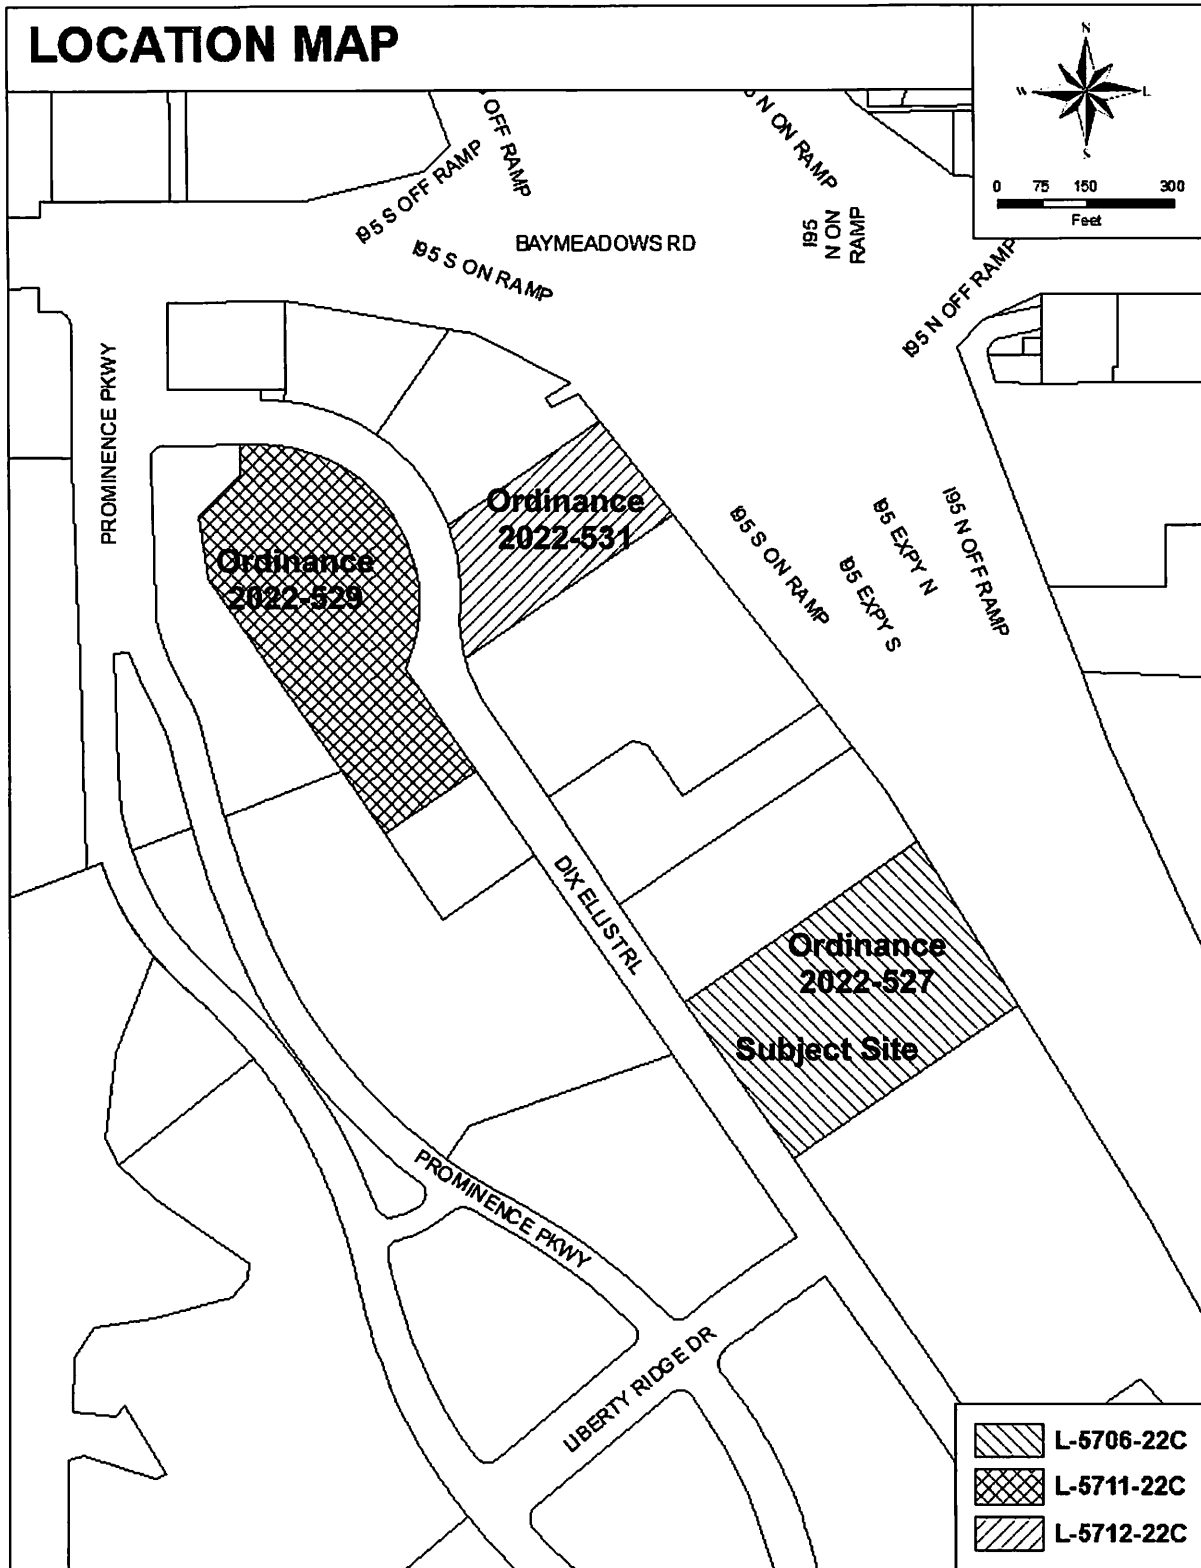 LOCATION MAP
N
W
L
S
0 75 150 300
Feet
OFF RAMP
I95 S OFF RAMP
N ON RAMP
I95 S ON RAMP
BAYMEADOWS RD
I95
N ON
RAMP
I95 N OFF RAMP
PROMINENCE PKWY
Ordinance
2022-531
Ordinance
2022-529
I95 S ON RAMP
I95 EXPY N
I95 EXPY S
I95 N OFF RAMP
DIX ELLIS TRL
Ordinance
2022-527
Subject Site
PROMINENCE PKWY
LIBERTY RIDGE DR
L-5706-22C
L-5711-22C
L-5712-22C